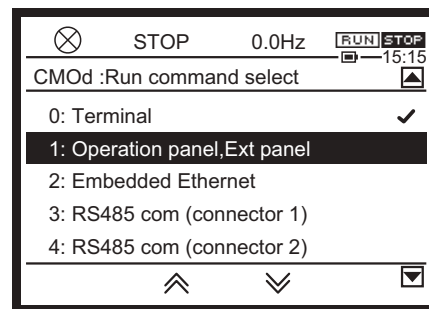 STOP 0.0Hz RUN STOP
15:15
CMOd :Run command select
0: Terminal
1: Operation panel,Ext panel
2: Embedded Ethernet
3: RS485 com (connector 1)
4: RS485 com (connector 2)